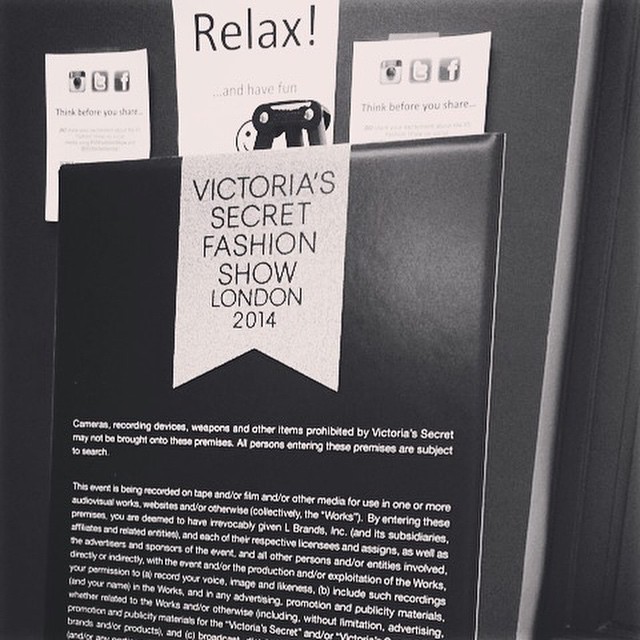 Relax!
...and have fun
Think before you share...
Think before you share...
VICTORIA'S
SECRET
FASHION
SHOW
LONDON
2014
Cameras, recording devices, weapons and other items prohibited by Victoria's Secret
may not be brought onto these premises. All persons entering these premises are subject
to search.
This event is being recorded on tape and/or film and/or other media for use in one or more
audiovisual works, websites and/or otherwise (collectively, the "Works"). By entering these
premises, you are deemed to have irrevocably given L Brands, Inc. (and its subsidiaries,
affiliates and related entities), and each of their respective licensees and assigns, as well as
the advertisers and sponsors of the event, and all other persons and/or entities involved,
directly or indirectly, with the event and/or the production and/or exploitation of the Works,
your permission to (a) record your voice, image and likeness, (b) include such recordings
(and your name) in the Works, and in any advertising, promotion and publicity materials,
whether related to the Works and/or otherwise (including, without limitation, advertising,
promotion and publicity materials for the "Victoria's Secret" and/or "Victoria's
brands and/or products), and (c) broadcast,
(and/or any